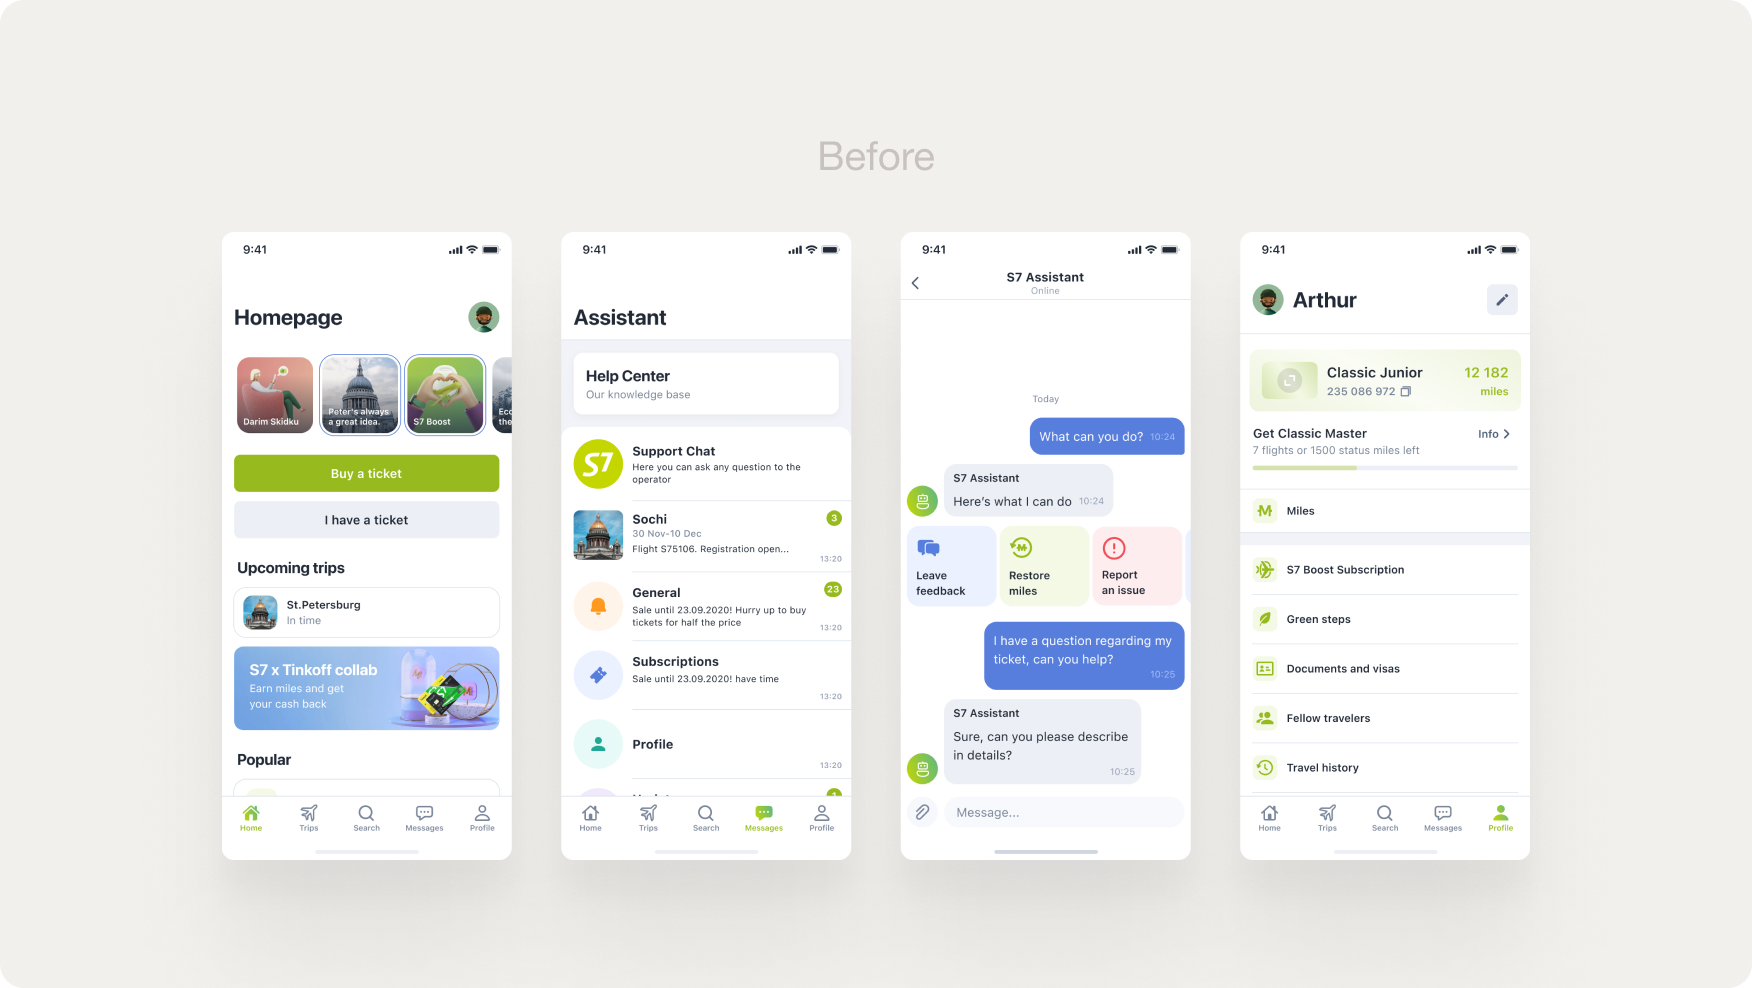 Before
9:41
Homepage
Darim Skidku
Peter's always
a great idea.
S7 Boost
Buy a ticket
I have a ticket
Upcoming trips
St.Petersburg
In time
S7 x Tinkoff collab
Earn miles and get
your cash back
Popular
Home
Trips
Search
Messages
Profile
9:41
Assistant
Help Center
Our knowledge base
S7
Support Chat
Here you can ask any question to the
operator
Sochi
3
30 Nov-10 Dec
Flight S75106. Registration open...
13:20
General
23
Sale until 23.09.2020! Hurry up to buy
tickets for half the price
13:20
Subscriptions
Sale until 23.09.2020! have time
13:20
Profile
13:20
1
Home
Trips
Search
Messages
Profile
9:41
S7 Assistant
Online
Today
What can you do? 10:24
S7 Assistant
Here's what I can do 10:24
Leave
feedback
Restore
miles
Report
an issue
I have a question regarding my
ticket, can you help?
10:25
S7 Assistant
Sure, can you please describe
in details?
10:25
Message...
9:41
Arthur
Classic Junior
12 182
235 086 972
miles
Get Classic Master
Info
7 flights or 1500 status miles left
Miles
S7 Boost Subscription
Green steps
Documents and visas
Fellow travelers
Travel history
Home
Trips
Search
Messages
Profile